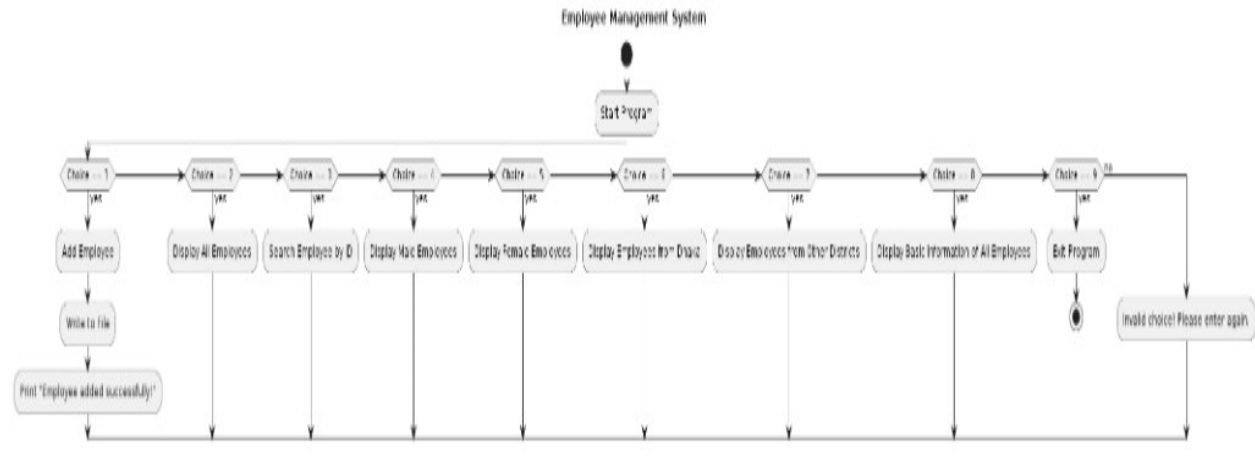 Employee Management System
Start Program
Choice == 1
Choice == 2
Choice == 3
Choice == 4
Choice == 5
Choice == 6
Choice == 7
Choice == 8
Choice == 9
no
yes
yes
yes
yes
yes
yes
yes
yes
yes
Add Employee
Display All Employees
Search Employee by ID
Display Male Employees
Display Female Employees
Display Employees from Dhaka
Display Employees from Other Districts
Display Basic Information of All Employees
Exit Program
Write to File
Invalid choice! Please enter again.
Print "Employee added successfully!"